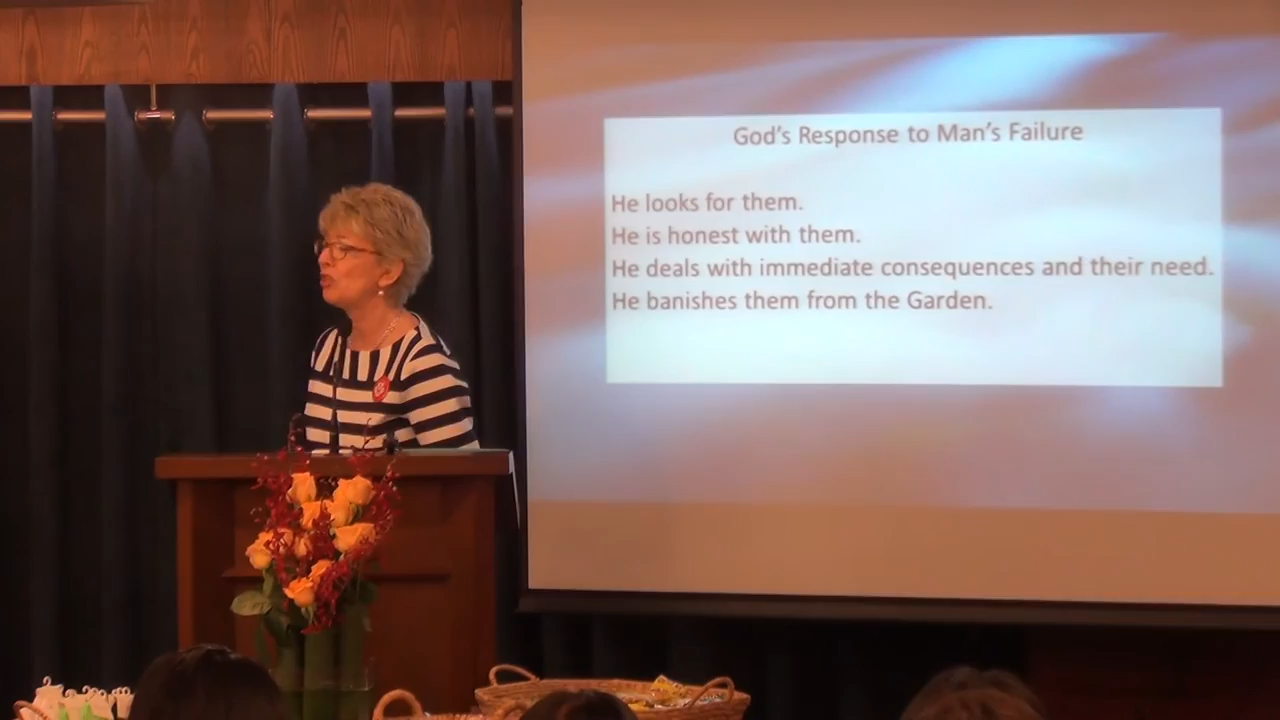 God's Response to Man's Failure
He looks for them.
He is honest with them.
He deals with immediate consequences and their need.
He banishes them from the Garden.